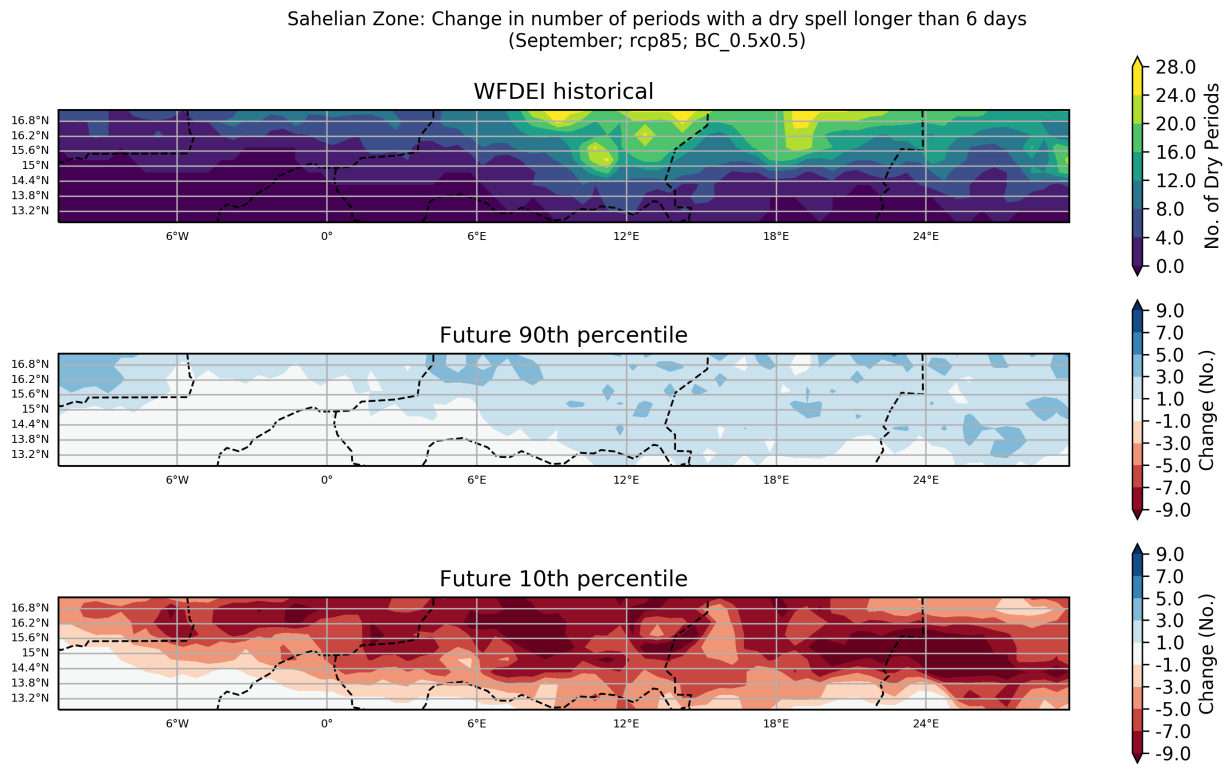 Sahelian Zone: Change in number of periods with a dry spell longer than 6 days
(September; rcp85; BC_0.5x0.5)
WFDEI historical
16.8°N
16.2°N
15.6°N
15°N
14.4°N
13.8°N
13.2°N
6°W 0° 6°E 12°E 18°E 24°E
28.0
24.0
20.0
16.0
12.0
8.0
4.0
0.0
No. of Dry Periods
Future 90th percentile
16.8°N
16.2°N
15.6°N
15°N
14.4°N
13.8°N
13.2°N
6°W 0° 6°E 12°E 18°E 24°E
9.0
7.0
5.0
3.0
1.0
-1.0
-3.0
-5.0
-7.0
-9.0
Change (No.)
Future 10th percentile
16.8°N
16.2°N
15.6°N
15°N
14.4°N
13.8°N
13.2°N
6°W 0° 6°E 12°E 18°E 24°E
9.0
7.0
5.0
3.0
1.0
-1.0
-3.0
-5.0
-7.0
-9.0
Change (No.)